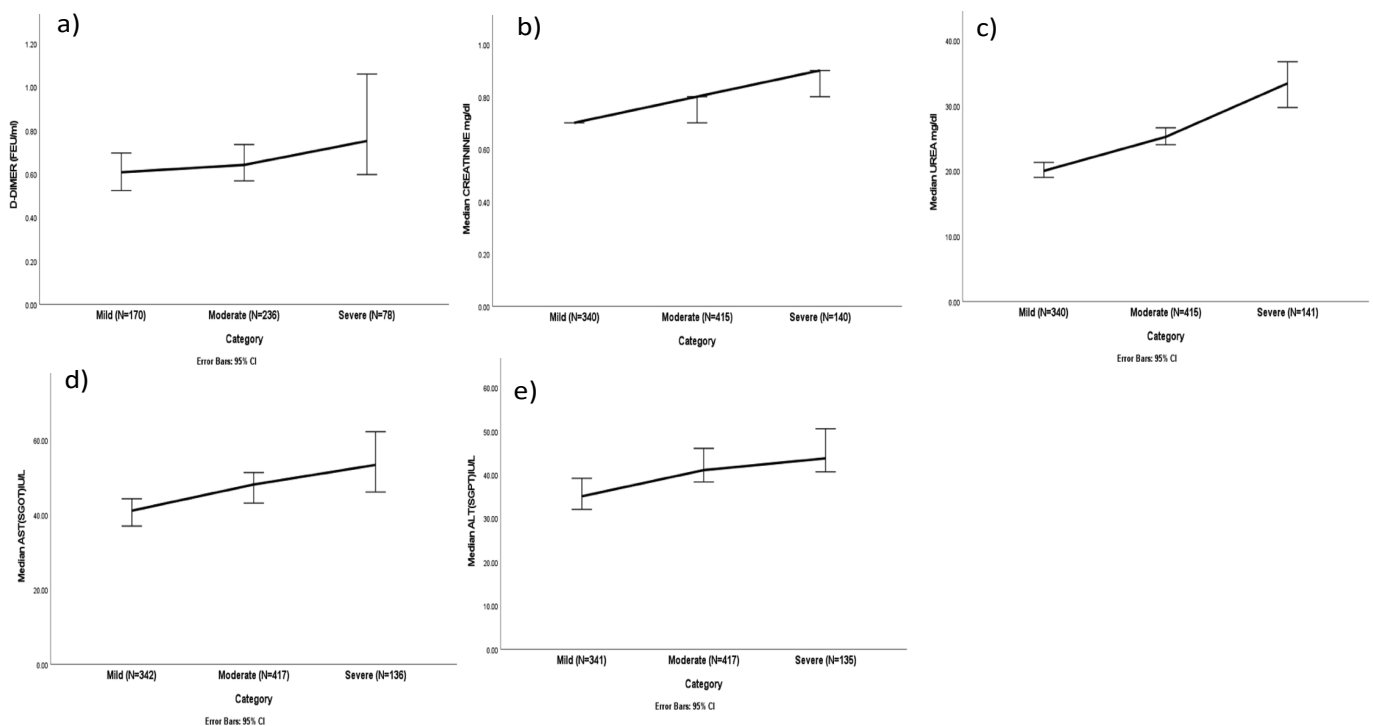 a)
D-DIMER (FEU/ml)
1.20
1.00
0.80
0.60
0.40
0.20
0.00
Mild (N=170) Moderate (N=236) Severe (N=78)
Category
Error Bars: 95% CI
b)
Median CREATININE mg/dl
1.00
0.80
0.60
0.40
0.20
0.00
Mild (N=340) Moderate (N=415) Severe (N=140)
Category
c)
Median UREA mg/dl
40.00
30.00
20.00
10.00
0.00
Mild (N=340) Moderate (N=415) Severe (N=141)
Category
Error Bars: 95% CI
d)
Median AST(SGOT)IU/L
60.00
40.00
20.00
0.00
Mild (N=342) Moderate (N=417) Severe (N=136)
Category
Error Bars: 95% CI
e)
Median ALT(SGPT)IU/L
60.00
50.00
40.00
30.00
20.00
10.00
0.00
Mild (N=341) Moderate (N=417) Severe (N=135)
Category
Error Bars: 95% CI